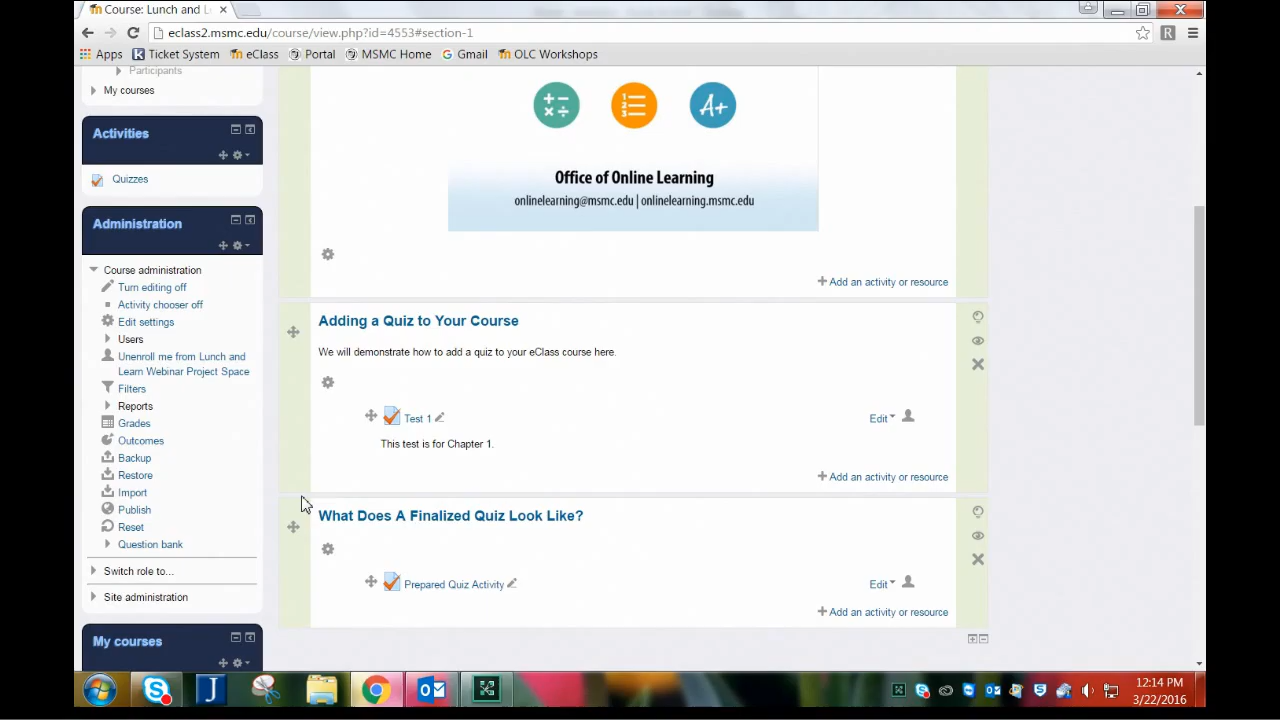 Course: Lunch and L
eclass2.msmc.edu/course/view.php?id=4553#section-1
Apps Ticket System eClass Portal MSMC Home Gmail OLC Workshops
Participants
My courses
Activities
Quizzes
Administration
Course administration
Turn editing off
Activity chooser off
Edit settings
Users
Unenroll me from Lunch and
Learn Webinar Project Space
Filters
Reports
Grades
Outcomes
Backup
Restore
Import
Publish
Reset
Question bank
Switch role to...
Site administration
My courses
A+
Office of Online Learning
onlinelearning@msmc.edu | onlinelearning.msmc.edu
Add an activity or resource
Adding a Quiz to Your Course
We will demonstrate how to add a quiz to your eClass course here.
Test 1
Edit
This test is for Chapter 1.
Add an activity or resource
What Does A Finalized Quiz Look Like?
Prepared Quiz Activity
Edit
Add an activity or resource
12:14 PM
3/22/2016